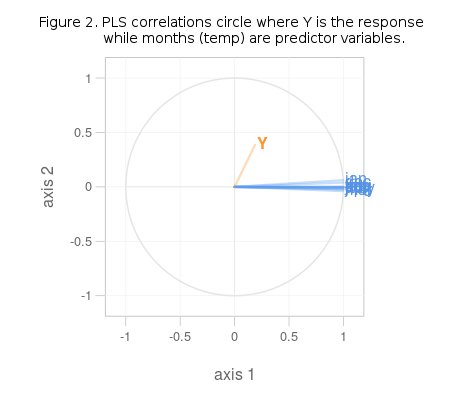 Figure 2. PLS correlations circle where Y is the response
while months (temp) are predictor variables.
1
0.5
0
-0.5
-1
axis 2
Y
jan
-1
-0.5
0
0.5
1
axis 1